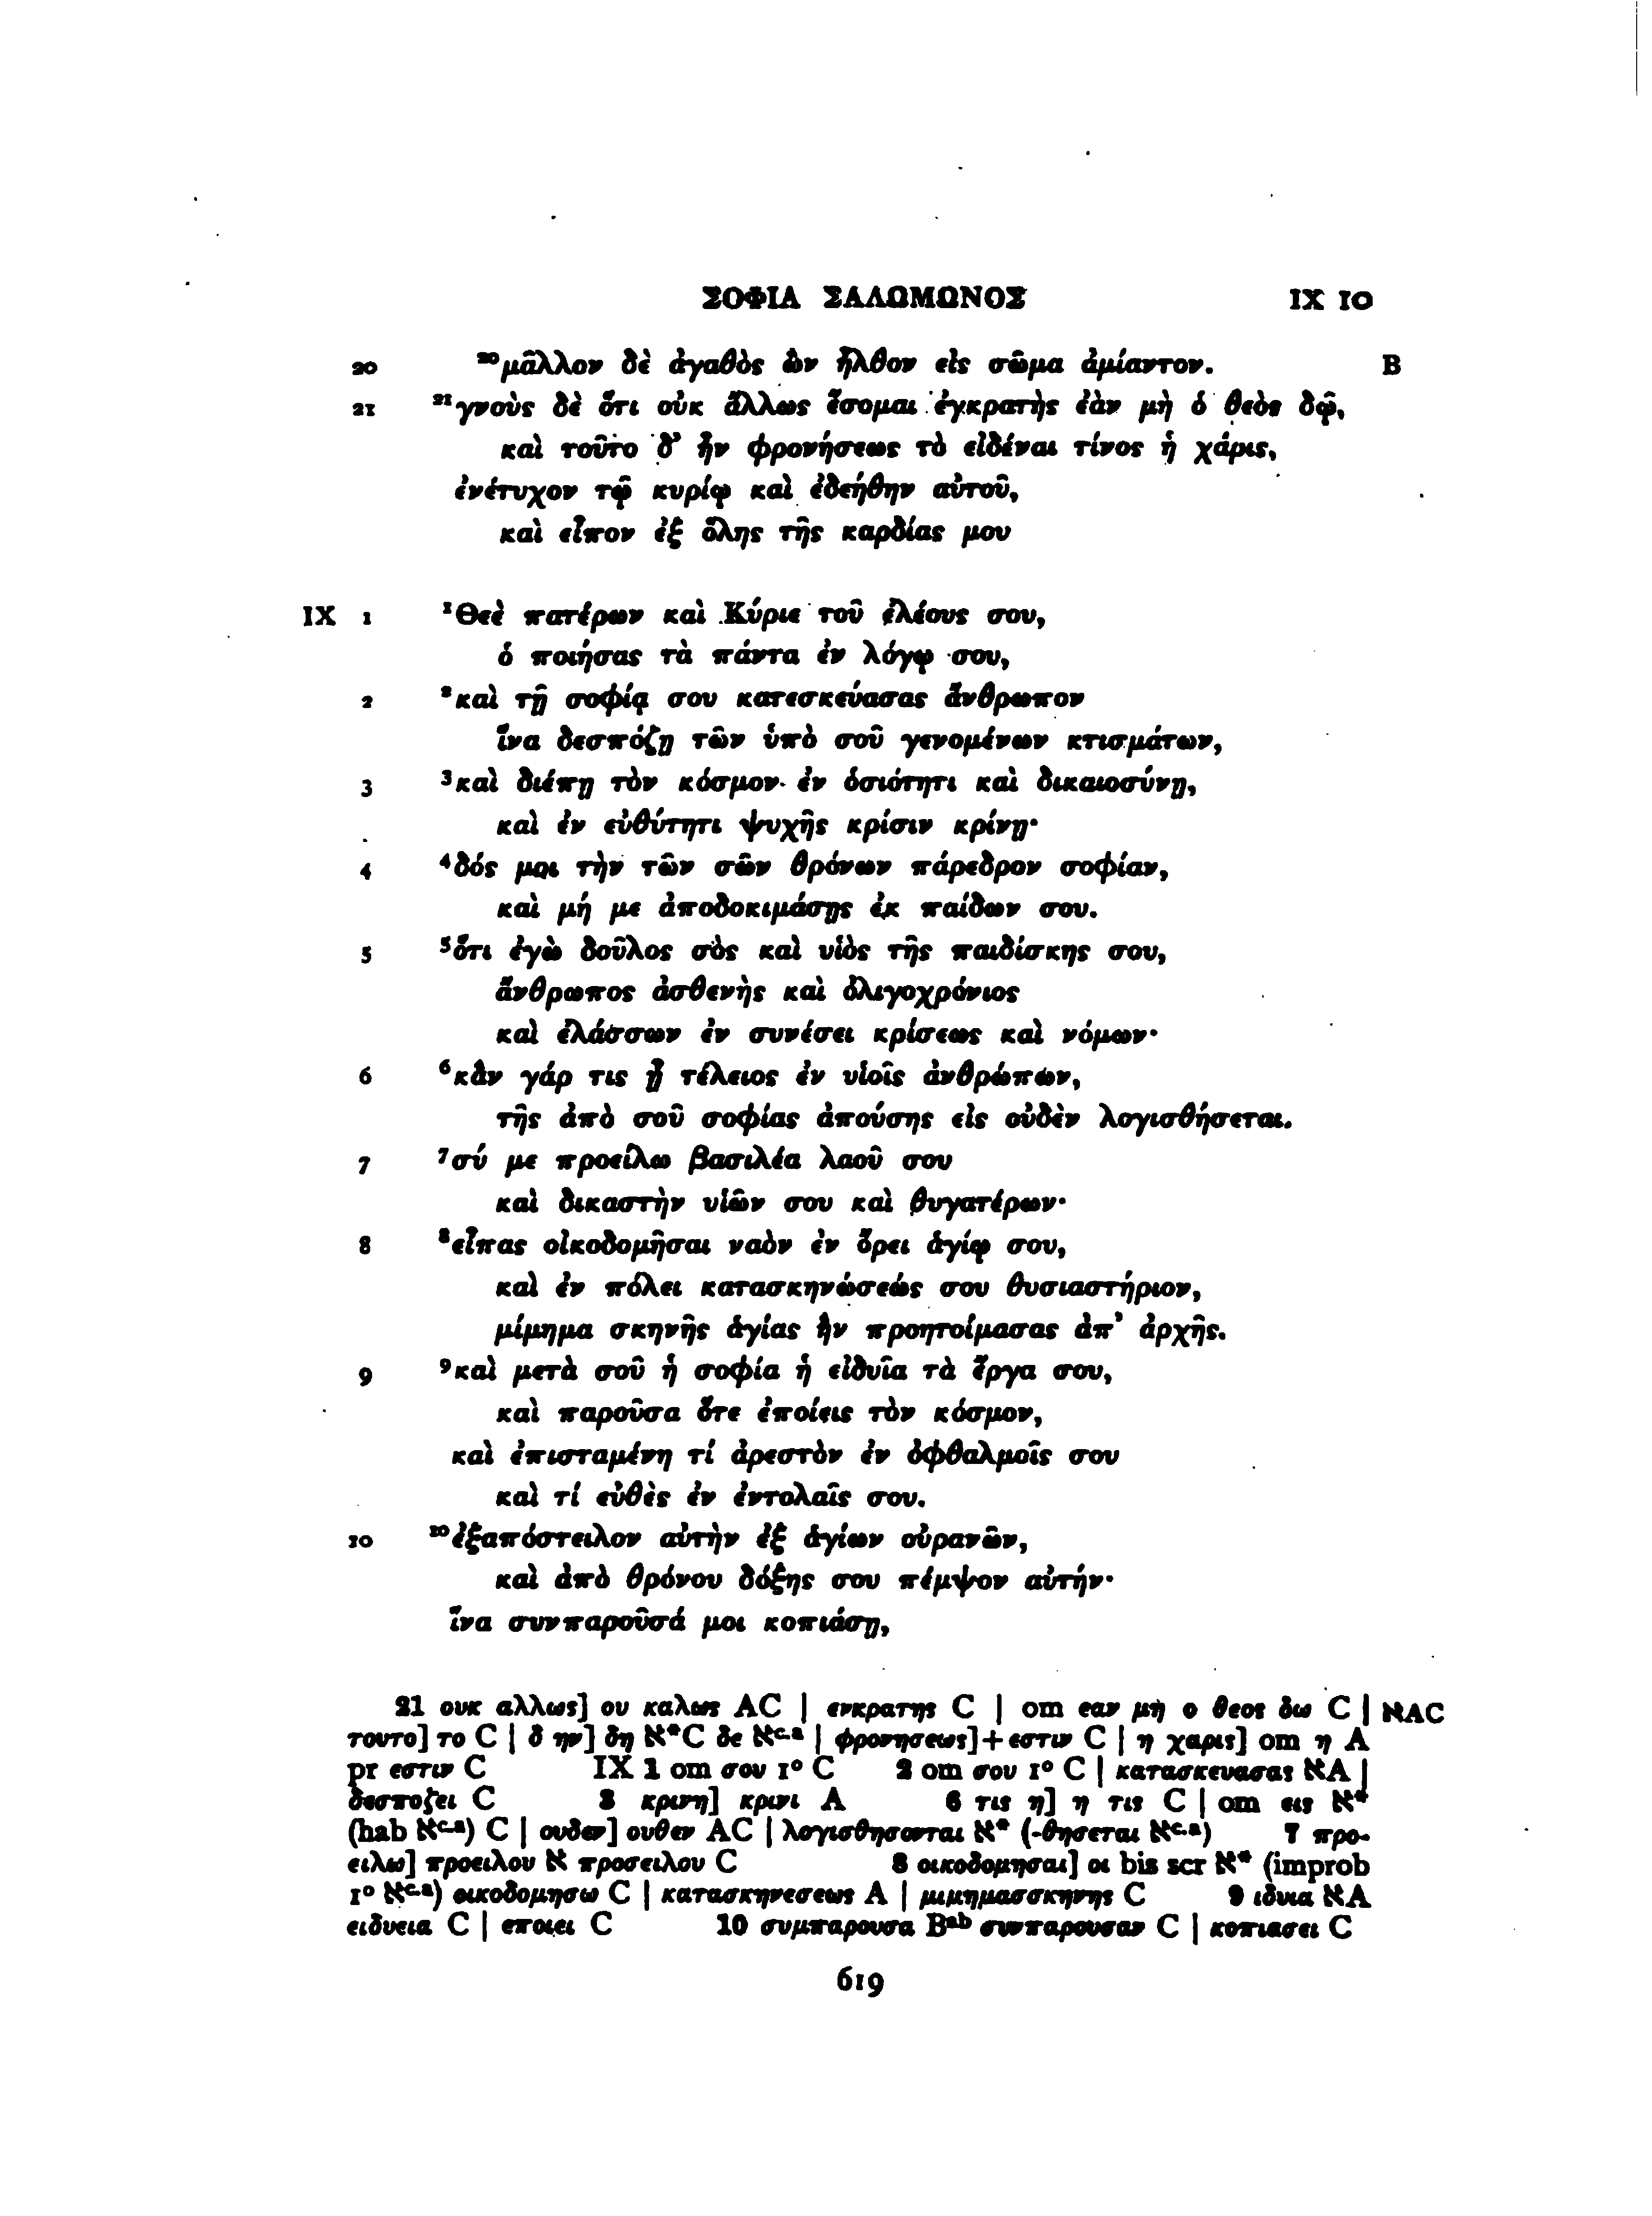 ΣΟΦΙΑ ΣΑΛΩΜΩΝΟΣ IX 10
20 ²⁰μᾶλλον δὲ ἀγαθὸς ὢν ἦλθον εἰς σῶμα ἀμίαντον. B
21 ²¹γνοὺς δὲ ὅτι οὐκ ἄλλως ἔσομαι ἐγκρατὴς ἐὰν μὴ ὁ θεὸς δῷ,
καὶ τοῦτο δ’ ἦν φρονήσεως τὸ εἰδέναι τίνος ἡ χάρις,
ἐνέτυχον τῷ κυρίῳ καὶ ἐδεήθην αὐτοῦ,
καὶ εἶπον ἐξ ὅλης τῆς καρδίας μου
IX 1 ¹Θεὲ πατέρων καὶ Κύριε τοῦ ἐλέους σου,
ὁ ποιήσας τὰ πάντα ἐν λόγῳ σου,
2 ²καὶ τῇ σοφίᾳ σου κατεσκεύασας ἄνθρωπον
ἵνα δεσπόζῃ τῶν ὑπὸ σοῦ γενομένων κτισμάτων,
3 ³καὶ διέπῃ τὸν κόσμον ἐν ὁσιότητι καὶ δικαιοσύνῃ,
καὶ ἐν εὐθύτητι ψυχῆς κρίσιν κρίνῃ·
4 ⁴δός μοι τὴν τῶν σῶν θρόνων πάρεδρον σοφίαν,
καὶ μή με ἀποδοκιμάσῃς ἐκ παίδων σου.
5 ⁵ὅτι ἐγὼ δοῦλος σὸς καὶ υἱὸς τῆς παιδίσκης σου,
ἄνθρωπος ἀσθενὴς καὶ ὀλιγοχρόνιος
καὶ ἐλάσσων ἐν συνέσει κρίσεως καὶ νόμων·
6 ⁶κἂν γάρ τις ᾖ τέλειος ἐν υἱοῖς ἀνθρώπων,
τῆς ἀπὸ σοῦ σοφίας ἀπούσης εἰς οὐδὲν λογισθήσεται.
7 ⁷σύ με προείλω βασιλέα λαοῦ σου
καὶ δικαστὴν υἱῶν σου καὶ θυγατέρων·
8 ⁸εἶπας οἰκοδομῆσαι ναὸν ἐν ὄρει ἁγίῳ σου,
καὶ ἐν πόλει κατασκηνώσεώς σου θυσιαστήριον,
μίμημα σκηνῆς ἁγίας ἣν προητοίμασας ἀπ’ ἀρχῆς.
9 ⁹καὶ μετὰ σοῦ ἡ σοφία ἡ εἰδυῖα τὰ ἔργα σου,
καὶ παροῦσα ὅτε ἐποίεις τὸν κόσμον,
καὶ ἐπισταμένη τί ἀρεστὸν ἐν ὀφθαλμοῖς σου
καὶ τί εὐθὲς ἐν ἐντολαῖς σου.
10 ¹⁰ἐξαπόστειλον αὐτὴν ἐξ ἁγίων οὐρανῶν,
καὶ ἀπὸ θρόνου δόξης σου πέμψον αὐτήν·
ἵνα συνπαροῦσά μοι κοπιάσῃ,
21 ουκ αλλως] ου καλως AC | ενκρατης C | om εαν μη ο θεος δω C | ℵAC
τουτο] το C | δ ην] δη ℵ*C δε ℵᶜ·ᵃ | φρονησεως]+εστιν C | η χαρις] om η A
pr εστιν C IX 1 om σου 1° C 2 om σου 1° C | κατασκευασας ℵA |
δεσποζει C 3 κρινη] κρινι A 6 τις η] η τις C | om εις ℵ*
(hab ℵᶜ·ᵃ) C | ουδεν] ουθεν AC | λογισθησονται ℵ* (-θησεται ℵᶜ·ᵃ) 7 προ-
ειλω] προειλου ℵ προσειλου C 8 οικοδομησαι] οι bis scr ℵ* (improb
1° ℵᶜ·ᵃ) οικοδομησω C | κατασκηνεσεως A | μιμημασσκηνης C 9 ιδυια ℵA
ειδυεια C | εποιει C 10 συμπαρουσα Bᵃᵇ συνπαρουσαν C | κοπιασει C
619